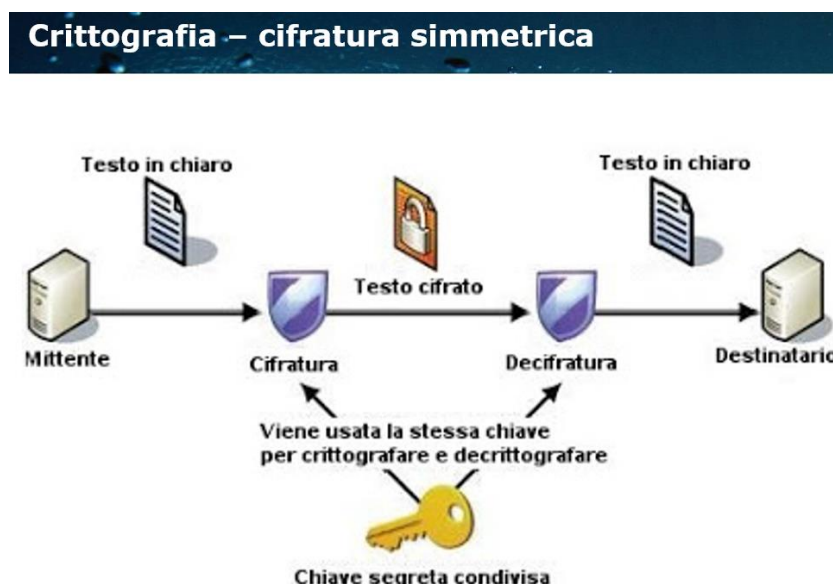 Crittografia – cifratura simmetrica
Testo in chiaro
Testo in chiaro
Testo cifrato
Mittente
Cifratura
Decifratura
Destinatario
Viene usata la stessa chiave
per crittografare e decrittografare
Chiave segreta condivisa